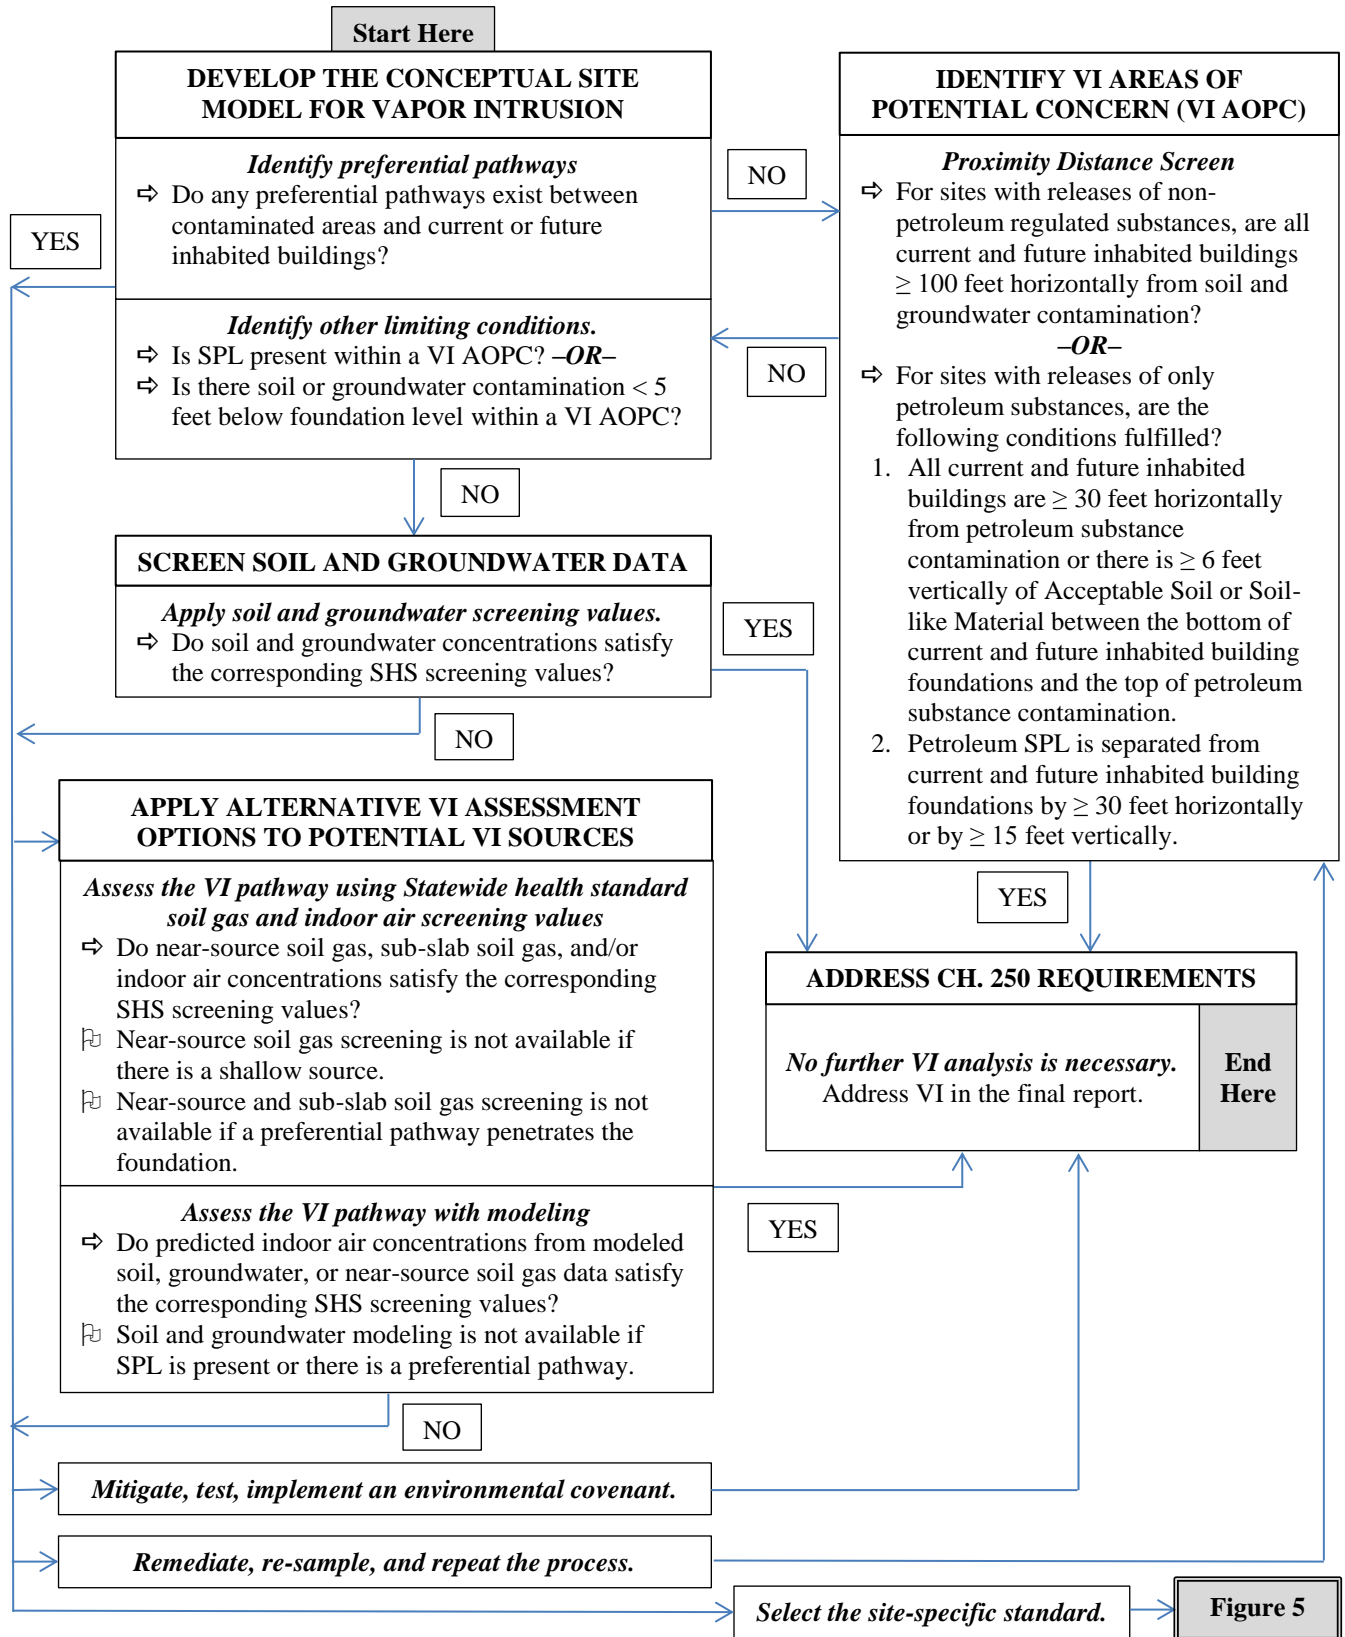 Start Here
DEVELOP THE CONCEPTUAL SITE
MODEL FOR VAPOR INTRUSION
Identify preferential pathways
⇨ Do any preferential pathways exist between
contaminated areas and current or future
inhabited buildings?
YES
NO
Identify other limiting conditions.
⇨ Is SPL present within a VI AOPC? –OR–
⇨ Is there soil or groundwater contamination < 5
feet below foundation level within a VI AOPC?
NO
NO
IDENTIFY VI AREAS OF
POTENTIAL CONCERN (VI AOPC)
Proximity Distance Screen
⇨ For sites with releases of non-
petroleum regulated substances, are all
current and future inhabited buildings
≥ 100 feet horizontally from soil and
groundwater contamination?
–OR–
⇨ For sites with releases of only
petroleum substances, are the
following conditions fulfilled?
1. All current and future inhabited
buildings are ≥ 30 feet horizontally
from petroleum substance
contamination or there is ≥ 6 feet
vertically of Acceptable Soil or Soil-
like Material between the bottom of
current and future inhabited building
foundations and the top of petroleum
substance contamination.
2. Petroleum SPL is separated from
current and future inhabited building
foundations by ≥ 30 feet horizontally
or by ≥ 15 feet vertically.
YES
SCREEN SOIL AND GROUNDWATER DATA
Apply soil and groundwater screening values.
⇨ Do soil and groundwater concentrations satisfy
the corresponding SHS screening values?
YES
NO
APPLY ALTERNATIVE VI ASSESSMENT
OPTIONS TO POTENTIAL VI SOURCES
Assess the VI pathway using Statewide health standard
soil gas and indoor air screening values
⇨ Do near-source soil gas, sub-slab soil gas, and/or
indoor air concentrations satisfy the corresponding
SHS screening values?
Near-source soil gas screening is not available if
there is a shallow source.
Near-source and sub-slab soil gas screening is not
available if a preferential pathway penetrates the
foundation.
Assess the VI pathway with modeling
⇨ Do predicted indoor air concentrations from modeled
soil, groundwater, or near-source soil gas data satisfy
the corresponding SHS screening values?
Soil and groundwater modeling is not available if
SPL is present or there is a preferential pathway.
YES
NO
ADDRESS CH. 250 REQUIREMENTS
No further VI analysis is necessary.
Address VI in the final report.
End
Here
Mitigate, test, implement an environmental covenant.
Remediate, re-sample, and repeat the process.
Select the site-specific standard.
Figure 5